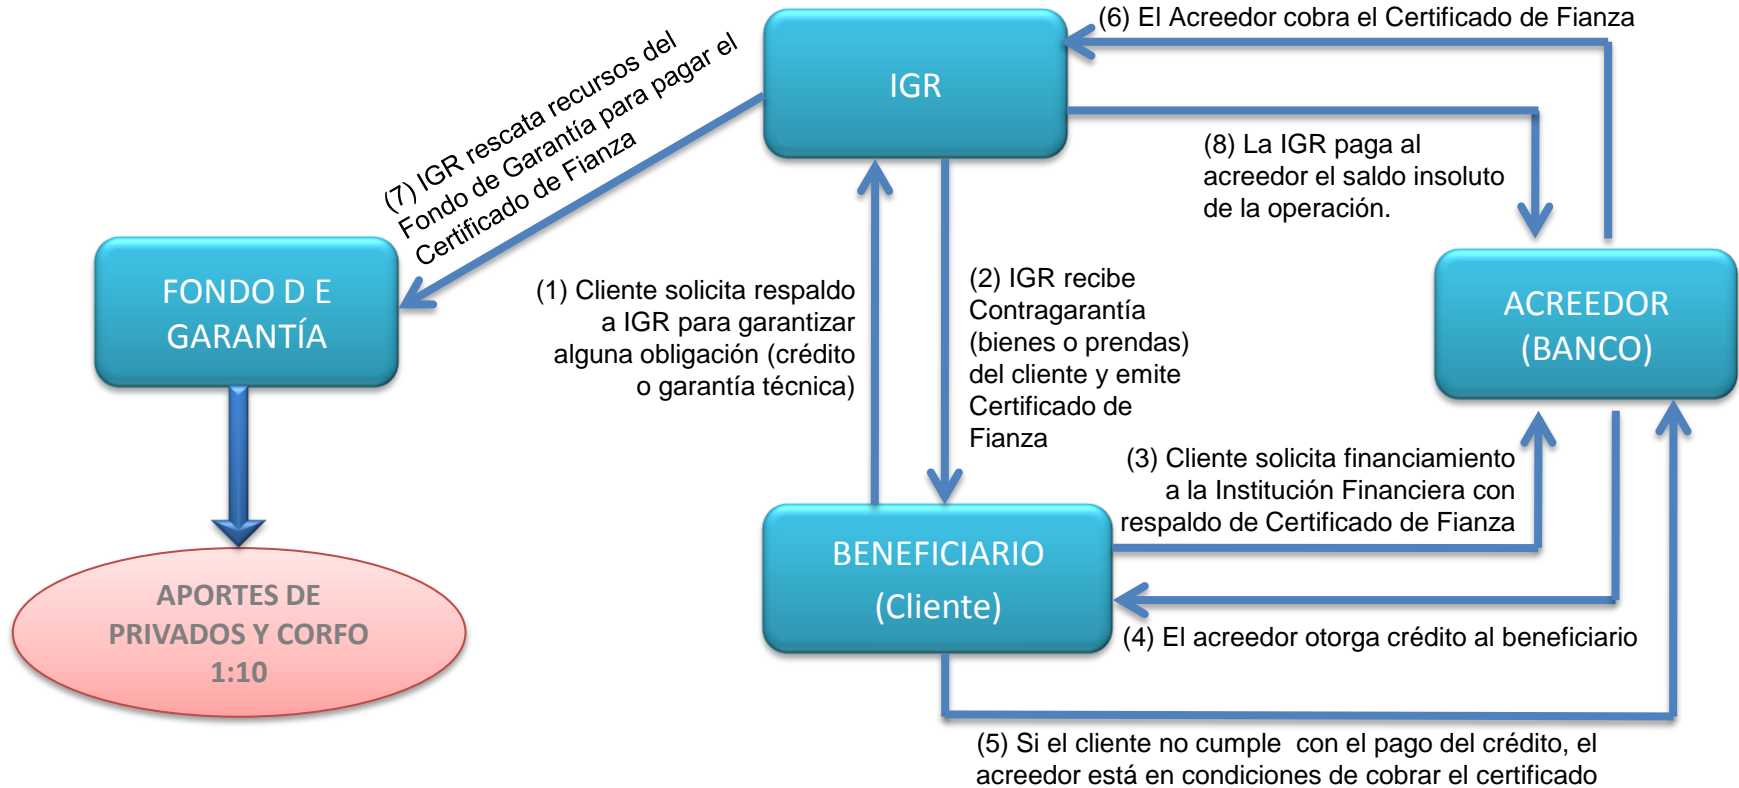 (6) El Acreedor cobra el Certificado de Fianza
IGR
(7) IGR rescata recursos del
Fondo de Garantía para pagar el
Certificado de Fianza
(8) La IGR paga al
acreedor el saldo insoluto
de la operación.
FONDO D E
GARANTÍA
(1) Cliente solicita respaldo
a IGR para garantizar
alguna obligación (crédito
o garantía técnica)
(2) IGR recibe
Contragarantía
(bienes o prendas)
del cliente y emite
Certificado de
Fianza
ACREEDOR
(BANCO)
(3) Cliente solicita financiamiento
a la Institución Financiera con
respaldo de Certificado de Fianza
BENEFICIARIO
(Cliente)
(4) El acreedor otorga crédito al beneficiario
APORTES DE
PRIVADOS Y CORFO
1:10
(5) Si el cliente no cumple  con el pago del crédito, el
acreedor está en condiciones de cobrar el certificado